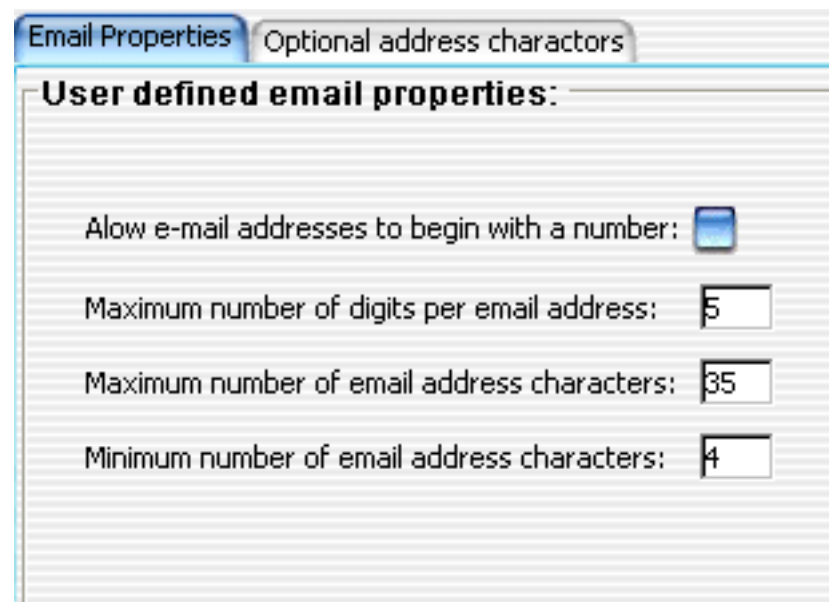 Email Properties
Optional address charactors
User defined email properties:
Alow e-mail addresses to begin with a number:
Maximum number of digits per email address: 5
Maximum number of email address characters: 35
Minimum number of email address characters: 4